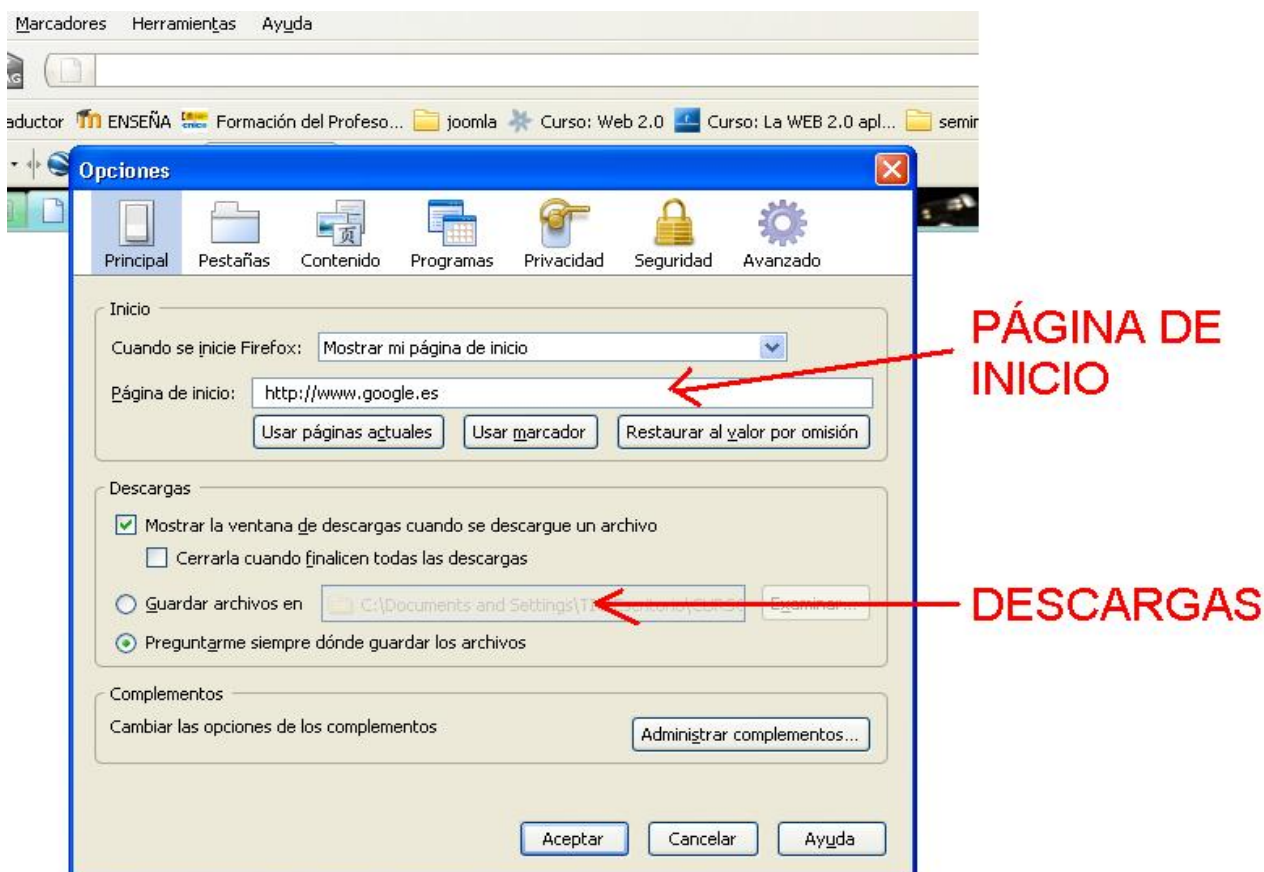 Marcadores Herramientas Ayuda
aductor ENSEÑA Formación del Profeso... joomla Curso: Web 2.0 Curso: La WEB 2.0 apl... semin
Opciones
Principal Pestañas Contenido Programas Privacidad Seguridad Avanzado
Inicio
Cuando se inicie Firefox: Mostrar mi página de inicio
Página de inicio: http://www.google.es
Usar páginas actuales Usar marcador Restaurar al valor por omisión
PÁGINA DE
INICIO
Descargas
Mostrar la ventana de descargas cuando se descargue un archivo
Cerrarla cuando finalicen todas las descargas
Guardar archivos en C:\Documents and Settings\ Examinar...
DESCARGAS
Preguntarme siempre dónde guardar los archivos
Complementos
Cambiar las opciones de los complementos Administrar complementos...
Aceptar Cancelar Ayuda